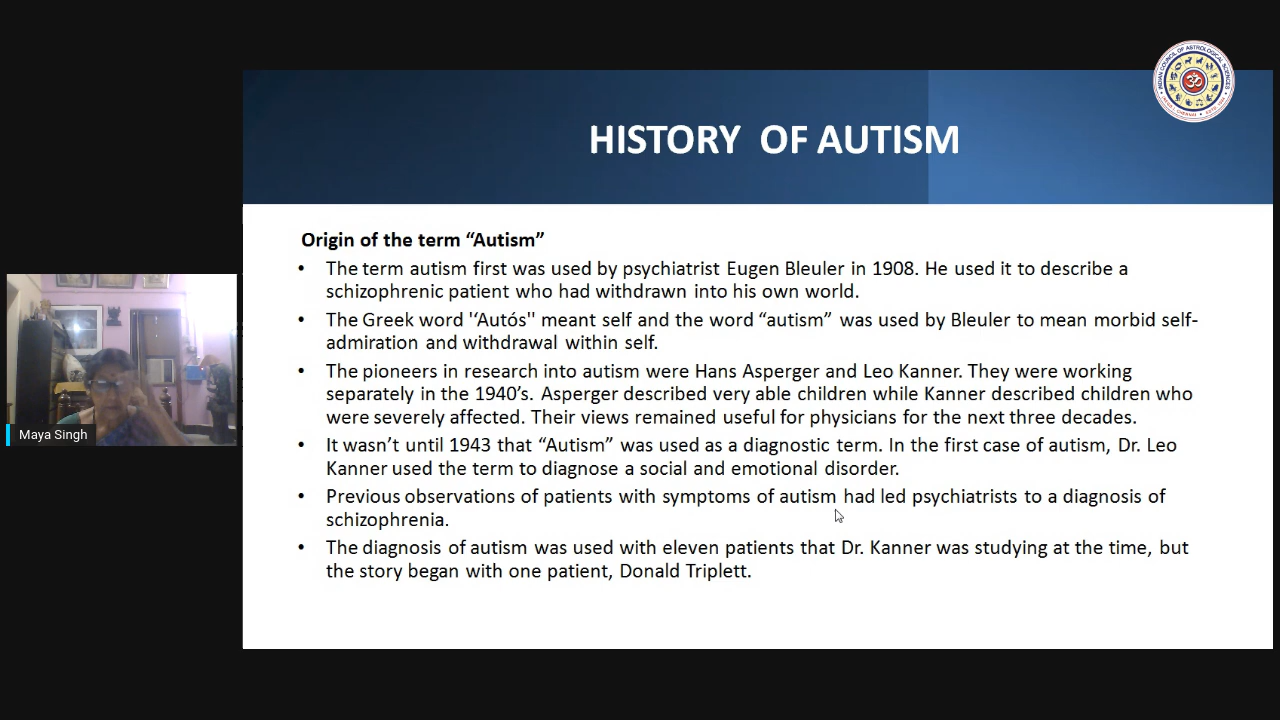 INDIAN COUNCIL OF ASTROLOGICAL SCIENCES
HISTORY OF AUTISM
Origin of the term “Autism”
• The term autism first was used by psychiatrist Eugen Bleuler in 1908. He used it to describe a
schizophrenic patient who had withdrawn into his own world.
• The Greek word '‘Autós'' meant self and the word “autism” was used by Bleuler to mean morbid self-
admiration and withdrawal within self.
• The pioneers in research into autism were Hans Asperger and Leo Kanner. They were working
separately in the 1940’s. Asperger described very able children while Kanner described children who
were severely affected. Their views remained useful for physicians for the next three decades.
• It wasn’t until 1943 that “Autism” was used as a diagnostic term. In the first case of autism, Dr. Leo
Kanner used the term to diagnose a social and emotional disorder.
• Previous observations of patients with symptoms of autism had led psychiatrists to a diagnosis of
schizophrenia.
• The diagnosis of autism was used with eleven patients that Dr. Kanner was studying at the time, but
the story began with one patient, Donald Triplett.
Maya Singh